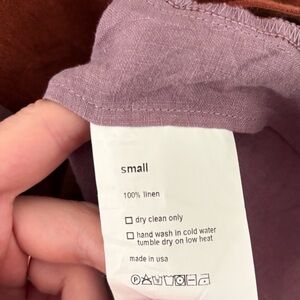 small
100% linen
☐ dry clean only
☐ hand wash in cold water
tumble dry on low heat
made in usa